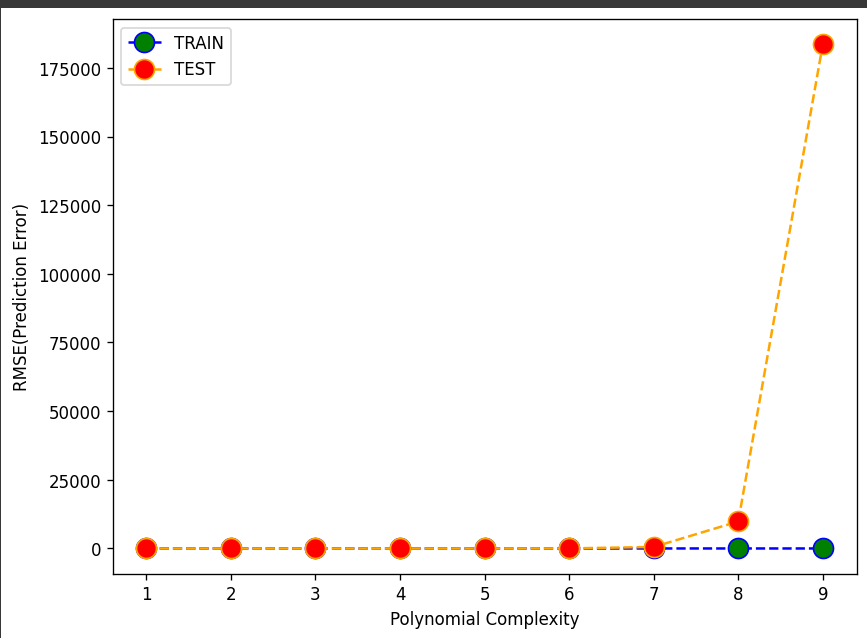 TRAIN
TEST
175000
150000
125000
100000
75000
50000
25000
0
RMSE(Prediction Error)
1 2 3 4 5 6 7 8 9
Polynomial Complexity